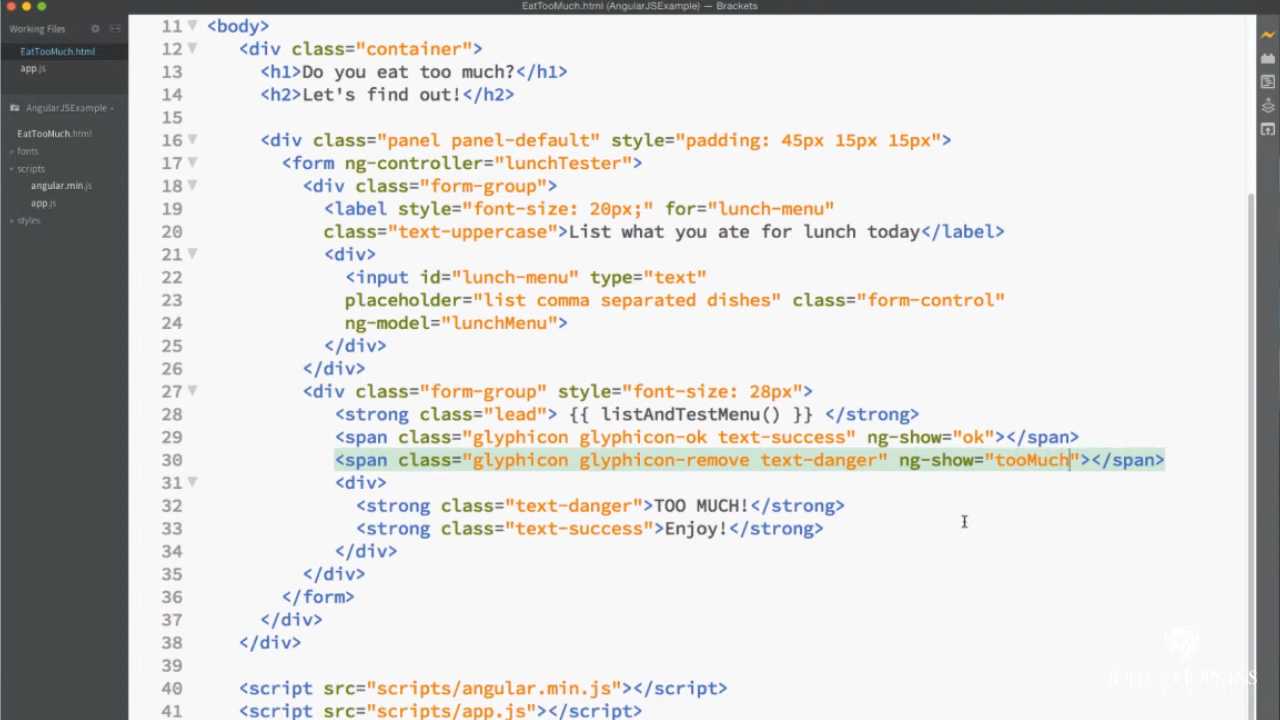 EatTooMuch.html (AngularJSExample) — Brackets
Working Files
EatTooMuch.html
app.js
AngularJSExample
EatTooMuch.html
fonts
scripts
angular.min.js
app.js
styles
11 <body>
12 <div class="container">
13 <h1>Do you eat too much?</h1>
14 <h2>Let's find out!</h2>
15
16 <div class="panel panel-default" style="padding: 45px 15px 15px">
17 <form ng-controller="lunchTester">
18 <div class="form-group">
19 <label style="font-size: 20px;" for="lunch-menu"
20 class="text-uppercase">List what you ate for lunch today</label>
21 <div>
22 <input id="lunch-menu" type="text"
23 placeholder="list comma separated dishes" class="form-control"
24 ng-model="lunchMenu">
25 </div>
26 </div>
27 <div class="form-group" style="font-size: 28px">
28 <strong class="lead"> {{ listAndTestMenu() }} </strong>
29 <span class="glyphicon glyphicon-ok text-success" ng-show="ok"></span>
30 <span class="glyphicon glyphicon-remove text-danger" ng-show="tooMuch"></span>
31 <div>
32 <strong class="text-danger">TOO MUCH!</strong>
33 <strong class="text-success">Enjoy!</strong>
34 </div>
35 </div>
36 </form>
37 </div>
38 </div>
39
40 <script src="scripts/angular.min.js"></script>
41 <script src="scripts/app.js"></script>
JOHNS HOPKINS